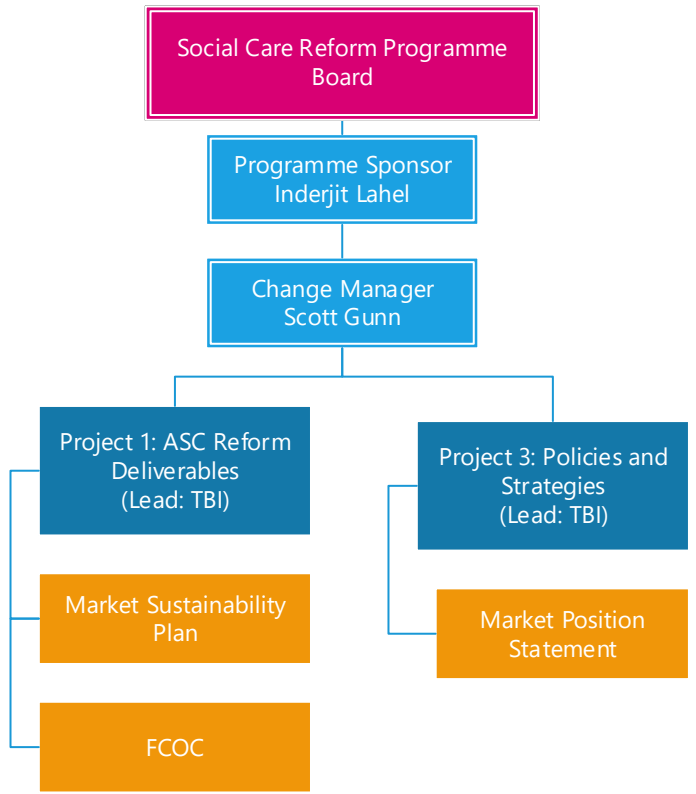 Social Care Reform Programme
Board
Programme Sponsor
Inderjit Lahel
Change Manager
Scott Gunn
Project 1: ASC Reform
Deliverables
(Lead: TBI)
Market Sustainability
Plan
FCOC
Project 3: Policies and
Strategies
(Lead: TBI)
Market Position
Statement